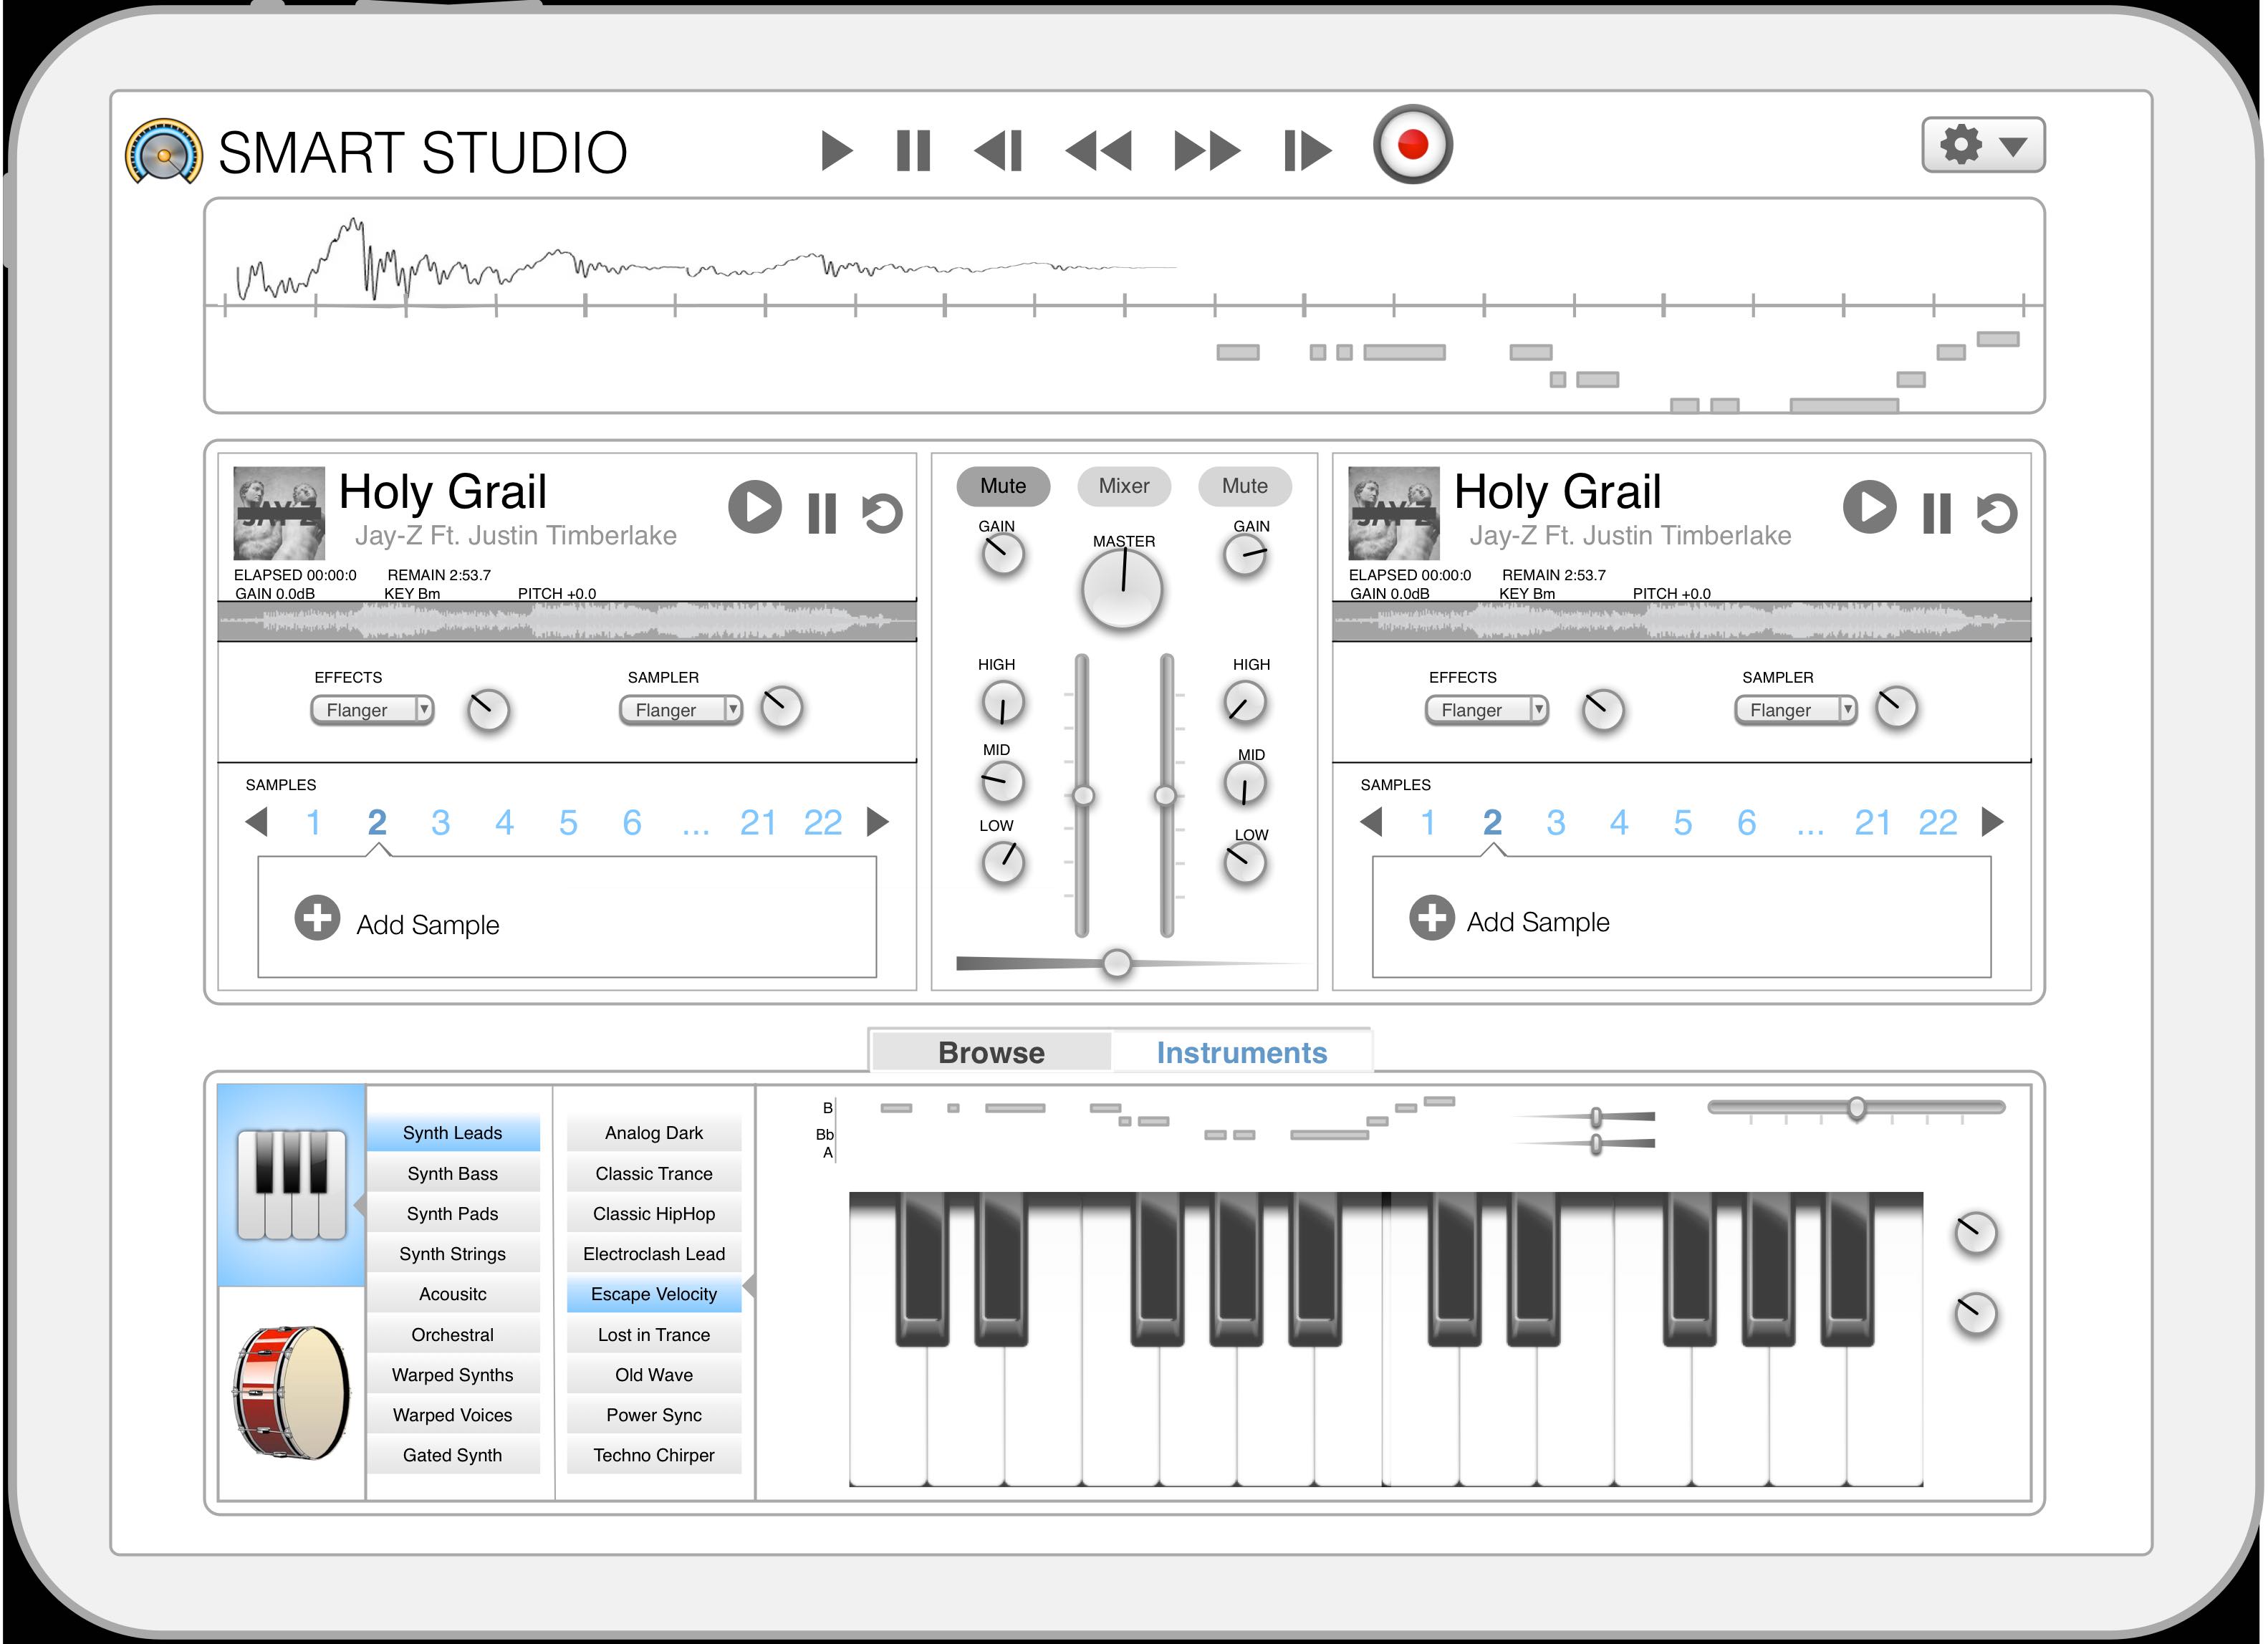 SMART STUDIO
Holy Grail
Jay-Z Ft. Justin Timberlake
JAY-Z
ELAPSED 00:00:0 REMAIN 2:53.7
GAIN 0.0dB KEY Bm PITCH +0.0
EFFECTS SAMPLER
Flanger Flanger
SAMPLES
1 2 3 4 5 6 ... 21 22
Add Sample
Mute Mixer Mute
GAIN GAIN
MASTER
HIGH HIGH
MID MID
LOW LOW
Holy Grail
Jay-Z Ft. Justin Timberlake
JAY-Z
ELAPSED 00:00:0 REMAIN 2:53.7
GAIN 0.0dB KEY Bm PITCH +0.0
EFFECTS SAMPLER
Flanger Flanger
SAMPLES
1 2 3 4 5 6 ... 21 22
Add Sample
Browse Instruments
Synth Leads
Synth Bass
Synth Pads
Synth Strings
Acousitc
Orchestral
Warped Synths
Warped Voices
Gated Synth
Analog Dark
Classic Trance
Classic HipHop
Electroclash Lead
Escape Velocity
Lost in Trance
Old Wave
Power Sync
Techno Chirper
B
Bb
A